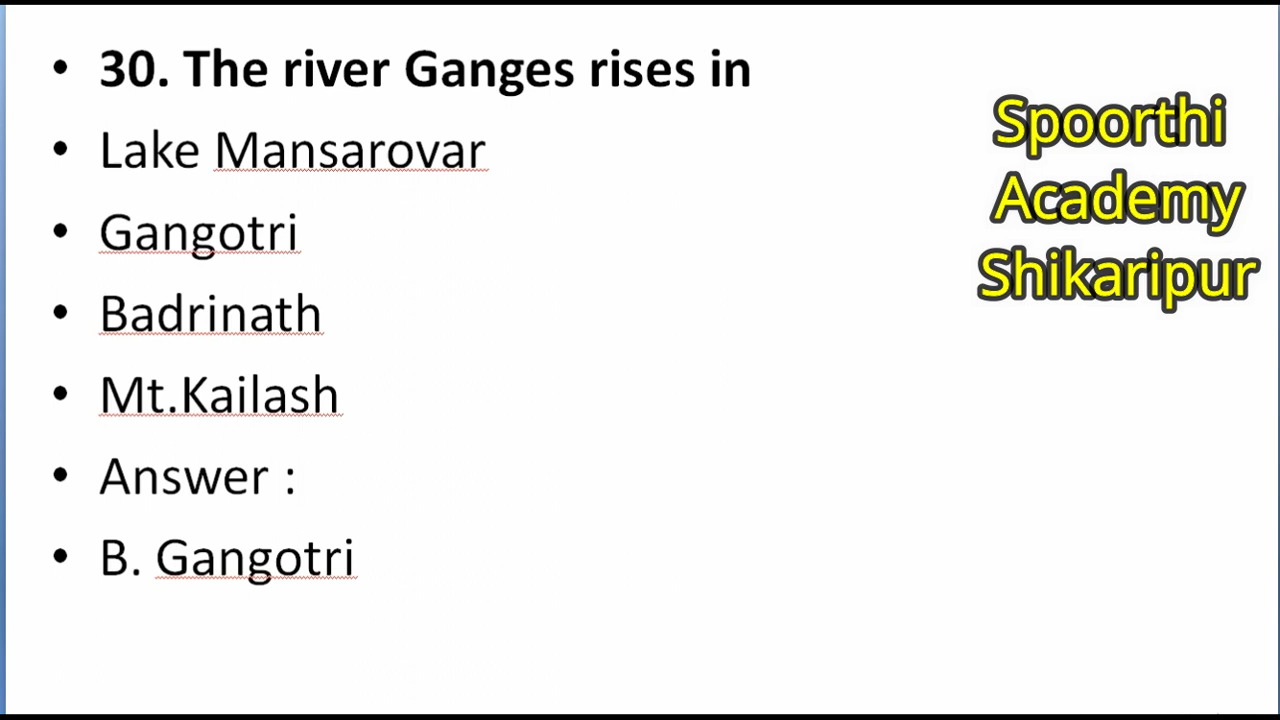 • 30. The river Ganges rises in
• Lake Mansarovar
• Gangotri
• Badrinath
• Mt.Kailash
• Answer :
• B. Gangotri
Spoorthi
Academy
Shikaripur